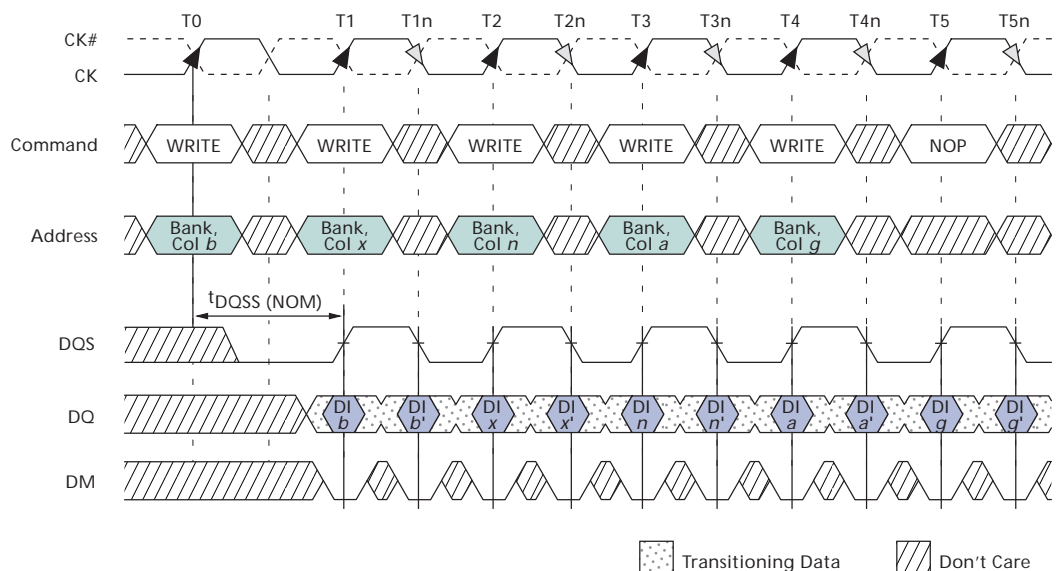 T0 T1 T1n T2 T2n T3 T3n T4 T4n T5 T5n
CK#
CK
Command WRITE WRITE WRITE WRITE WRITE NOP
Address Bank, Col b Bank, Col x Bank, Col n Bank, Col a Bank, Col g
tDQSS (NOM)
DQS
DQ DI b DI b' DI x DI x' DI n DI n' DI a DI a' DI g DI g'
DM
Transitioning Data Don't Care